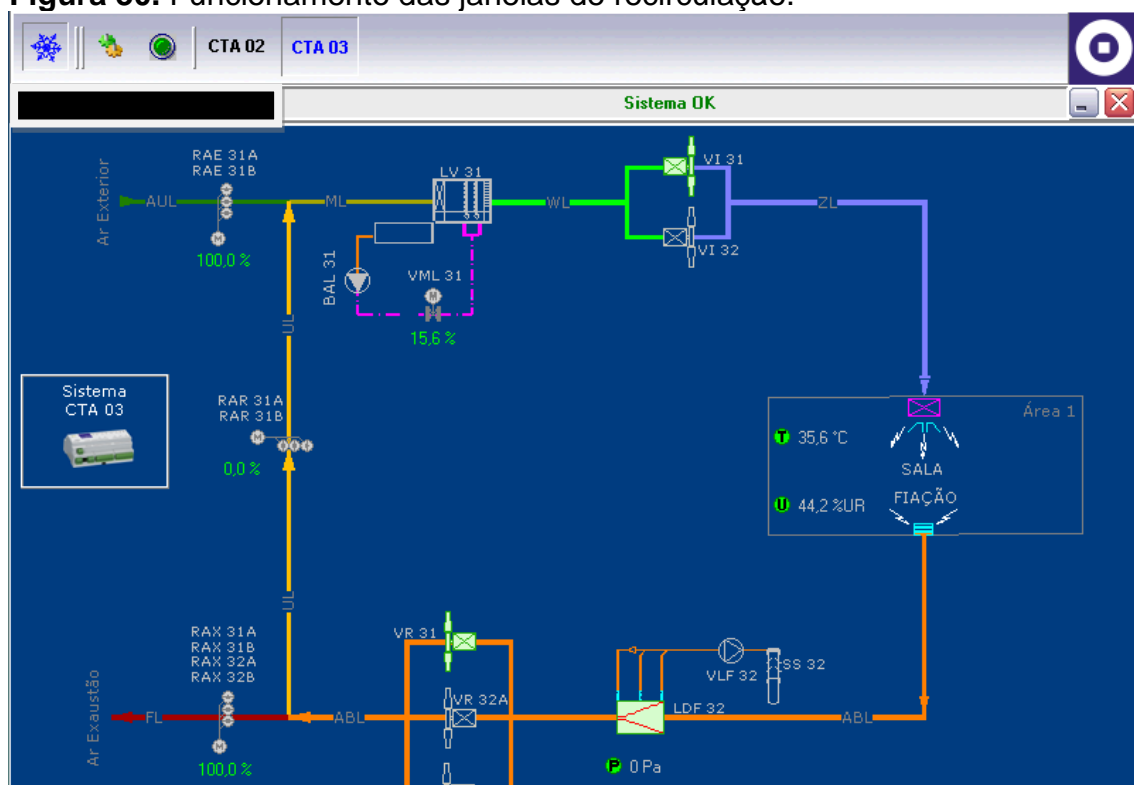 Figura 36. Funcionamento das janelas de recirculação.
CTA 02
CTA 03
Sistema OK
Ar Exterior
AUL
RAE 31A
RAE 31B
M
100,0 %
ML
LV 31
WL
VI 31
VI 32
ZL
BAL 31
VML 31
M
15,6 %
UL
Sistema
CTA 03
RAR 31A
RAR 31B
M
0,0 %
Área 1
T 35,6 °C
SALA
FIAÇÃO
U 44,2 %UR
UL
RAX 31A
RAX 31B
RAX 32A
RAX 32B
M
100,0 %
Ar Exaustão
FL
ABL
VR 31
VR 32A
VLF 32
SS 32
LDF 32
ABL
P 0 Pa